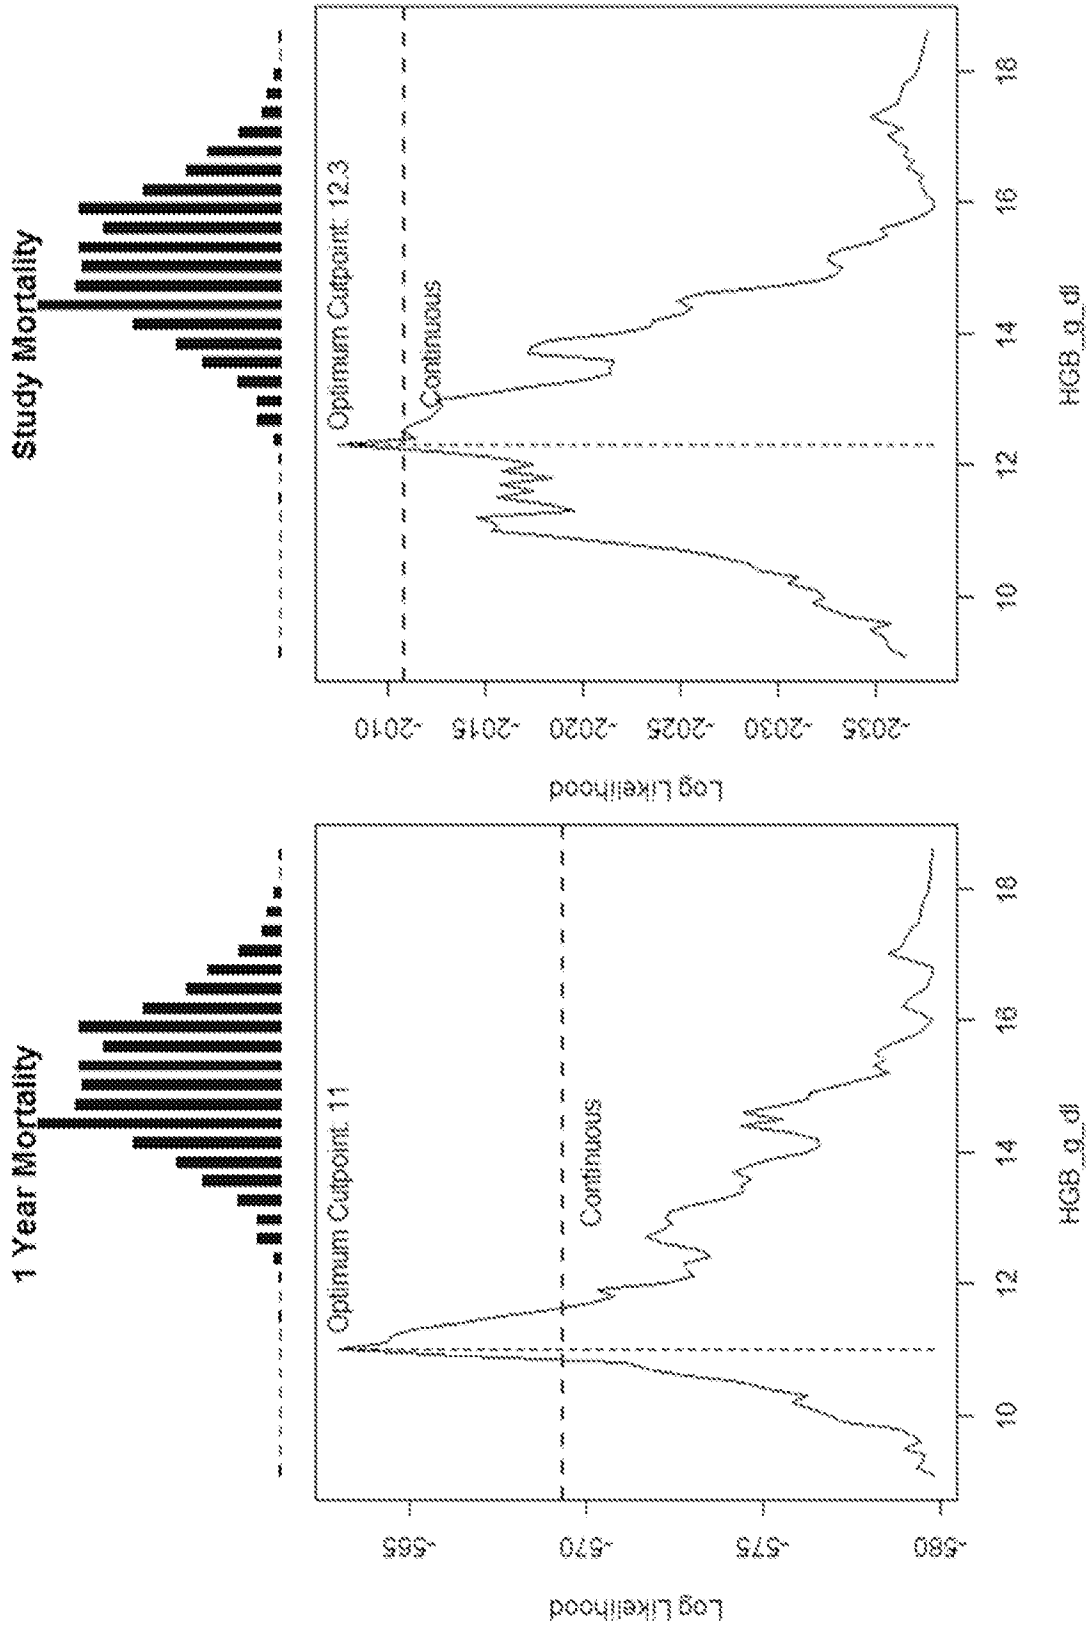 1 Year Mortality
Optimum Cutpoint: 11
Continuous
Log Likelihood
-565
-570
-575
-580
10
12
14
16
18
HGB_g_dl
Study Mortality
Optimum Cutpoint: 12.3
Continuous
Log Likelihood
-2010
-2015
-2020
-2025
-2030
-2035
10
12
14
16
18
HGB_g_dl